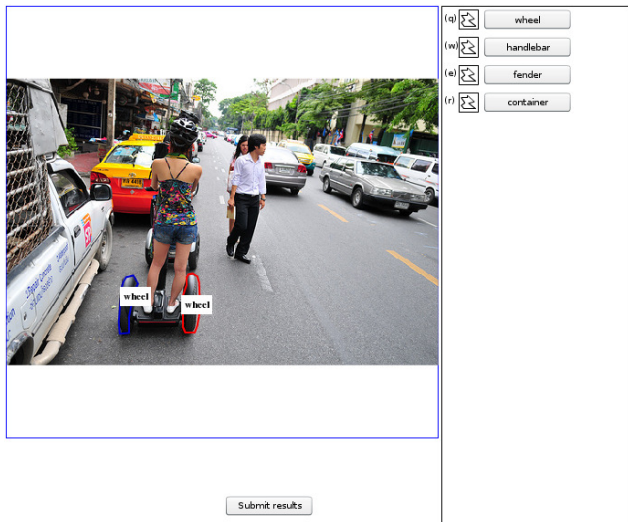 (q) wheel
(w) handlebar
(e) fender
(r) container
wheel
wheel
Submit results